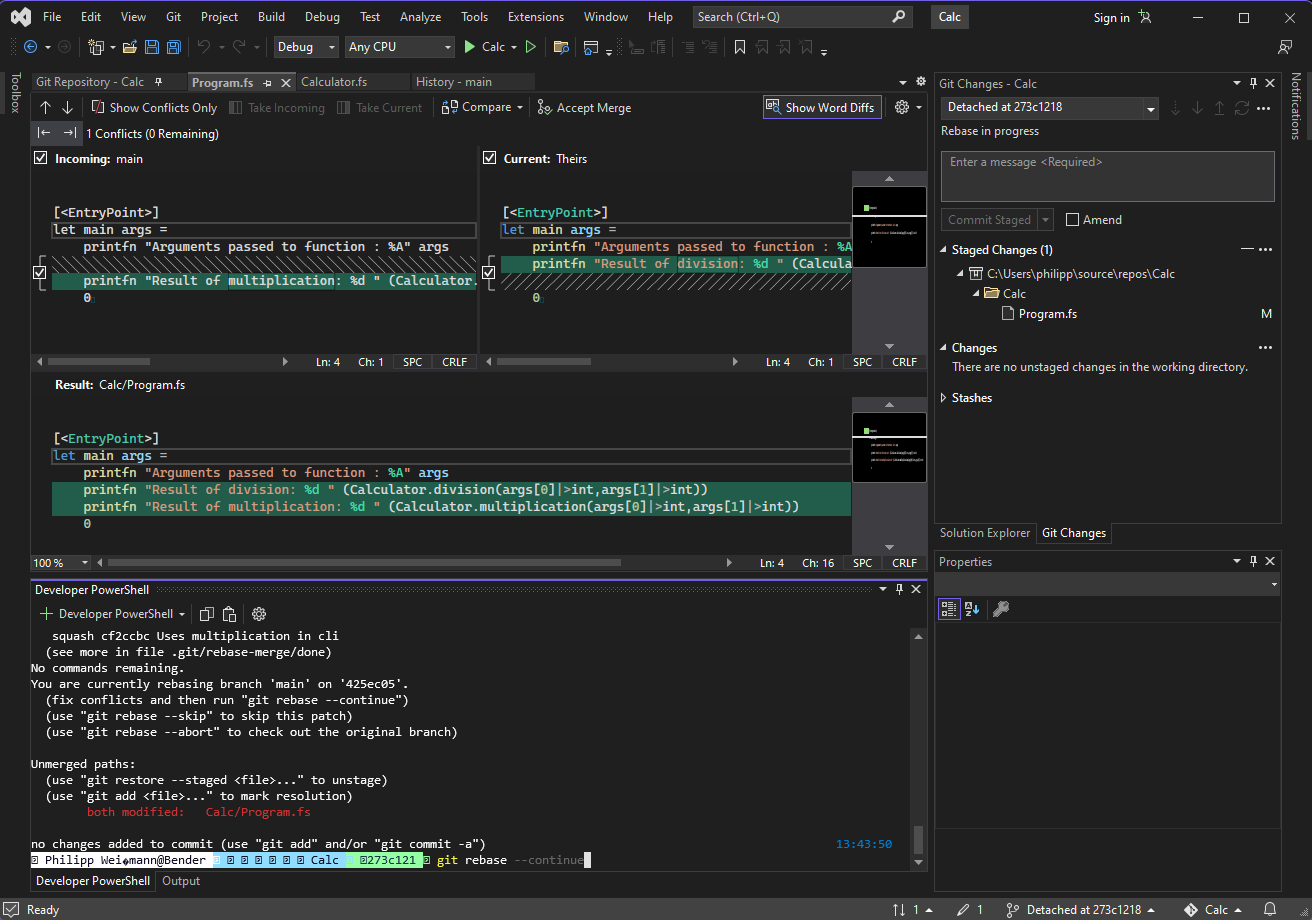 File Edit View Git Project Build Debug Test Analyze Tools Extensions Window Help Search (Ctrl+Q) Calc Sign in
Debug Any CPU Calc
Toolbox
Git Repository - Calc Program.fs Calculator.fs History - main
Show Conflicts Only Take Incoming Take Current Compare Accept Merge Show Word Diffs
1 Conflicts (0 Remaining)
Incoming: main
[<EntryPoint>]
let main args =
printfn "Arguments passed to function : %A" args
printfn "Result of multiplication: %d " (Calculator.
0
Ln: 4 Ch: 1 SPC CRLF
Current: Theirs
[<EntryPoint>]
let main args =
printfn "Arguments passed to function : %A
printfn "Result of division: %d " (Calcula
0
Ln: 4 Ch: 1 SPC CRLF
Result: Calc/Program.fs
[<EntryPoint>]
let main args =
printfn "Arguments passed to function : %A" args
printfn "Result of division: %d " (Calculator.division(args[0]|>int,args[1]|>int))
printfn "Result of multiplication: %d " (Calculator.multiplication(args[0]|>int,args[1]|>int))
0
100 % Ln: 4 Ch: 16 SPC CRLF
Developer PowerShell
Developer PowerShell
squash cf2ccbc Uses multiplication in cli
(see more in file .git/rebase-merge/done)
No commands remaining.
You are currently rebasing branch 'main' on '425ec05'.
(fix conflicts and then run "git rebase --continue")
(use "git rebase --skip" to skip this patch)
(use "git rebase --abort" to check out the original branch)
Unmerged paths:
(use "git restore --staged <file>..." to unstage)
(use "git add <file>..." to mark resolution)
both modified: Calc/Program.fs
no changes added to commit (use "git add" and/or "git commit -a")
13:43:50
Philipp Wei�mann@Bender Calc 273c121 git rebase --continue
Developer PowerShell Output
Git Changes - Calc
Detached at 273c1218
Rebase in progress
Enter a message <Required>
Commit Staged Amend
Staged Changes (1)
C:\Users\philipp\source\repos\Calc
Calc
Program.fs M
Changes
There are no unstaged changes in the working directory.
Stashes
Solution Explorer Git Changes
Properties
Notifications
Ready 1 1 Detached at 273c1218 Calc